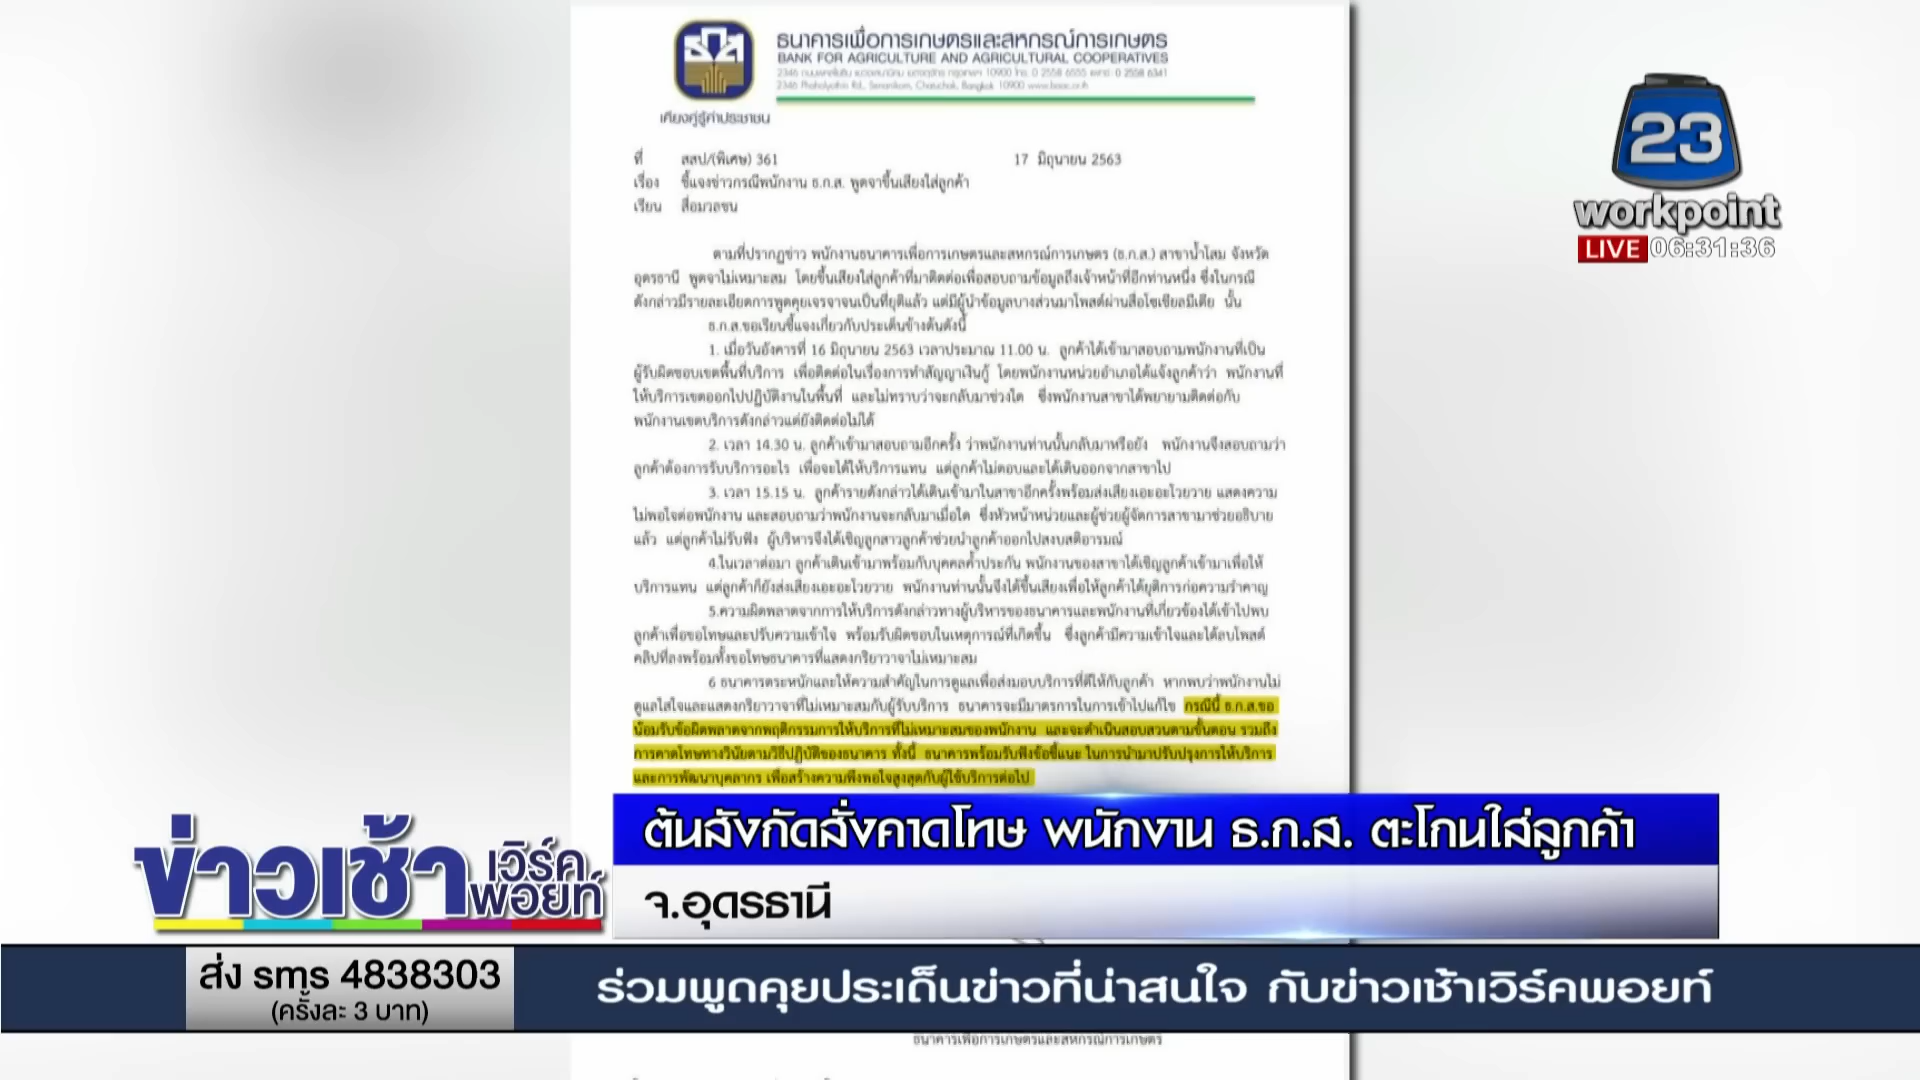 ธกส
ธนาคารเพื่อการเกษตรและสหกรณ์การเกษตร
BANK FOR AGRICULTURE AND AGRICULTURAL COOPERATIVES
2346 ถนนพหลโยธิน แขวงเสนานิคม เขตจตุจักร กรุงเทพฯ 10900 โทร. 0 2558 6555 แฟกซ์ 0 2558 6341
2346 Phaholyothin Rd., Senanikom, Chatuchak, Bangkok 10900 www.baac.or.th
เคียงคู่รู้ค่าประชาชน
23
workpoint
LIVE 06:31:36
ที่ สสป/(พิเศษ) 361 17 มิถุนายน 2563
เรื่อง ชี้แจงข่าวกรณีพนักงาน ธ.ก.ส. พูดจาขึ้นเสียงใส่ลูกค้า
เรียน สื่อมวลชน
ตามที่ปรากฏข่าว พนักงานธนาคารเพื่อการเกษตรและสหกรณ์การเกษตร (ธ.ก.ส.) สาขาน้ำโสม จังหวัด
อุดรธานี พูดจาไม่เหมาะสม โดยขึ้นเสียงใส่ลูกค้าที่มาติดต่อเพื่อสอบถามข้อมูลถึงเจ้าหน้าที่อีกท่านหนึ่ง ซึ่งในกรณี
ดังกล่าวมีรายละเอียดการพูดคุยเจรจาจนเป็นที่ยุติแล้ว แต่มีผู้นำข้อมูลบางส่วนมาโพสต์ผ่านสื่อโซเชียลมีเดีย นั้น
ธ.ก.ส.ขอเรียนชี้แจงเกี่ยวกับประเด็นข้างต้นดังนี้
1. เมื่อวันอังคารที่ 16 มิถุนายน 2563 เวลาประมาณ 11.00 น. ลูกค้าได้เข้ามาสอบถามพนักงานที่เป็น
ผู้รับผิดชอบเขตพื้นที่บริการ เพื่อติดต่อในเรื่องการทำสัญญาเงินกู้ โดยพนักงานหน่วยอำเภอได้แจ้งลูกค้าว่า พนักงานที่
ให้บริการเขตออกไปปฏิบัติงานในพื้นที่ และไม่ทราบว่าจะกลับมาช่วงใด ซึ่งพนักงานสาขาได้พยายามติดต่อกับ
พนักงานเขตบริการดังกล่าวแต่ยังติดต่อไม่ได้
2. เวลา 14.30 น. ลูกค้าเข้ามาสอบถามอีกครั้ง ว่าพนักงานท่านนั้นกลับมาหรือยัง พนักงานจึงสอบถามว่า
ลูกค้าต้องการรับบริการอะไร เพื่อจะได้ให้บริการแทน แต่ลูกค้าไม่ตอบและได้เดินออกจากสาขาไป
3. เวลา 15.15 น. ลูกค้ารายดังกล่าวได้เดินเข้ามาในสาขาอีกครั้งพร้อมส่งเสียงเอะอะโวยวาย แสดงความ
ไม่พอใจต่อพนักงาน และสอบถามว่าพนักงานจะกลับมาเมื่อใด ซึ่งหัวหน้าหน่วยและผู้ช่วยผู้จัดการสาขามาช่วยอธิบาย
แล้ว แต่ลูกค้าไม่รับฟัง ผู้บริหารจึงได้เชิญลูกสาวลูกค้าช่วยนำลูกค้าออกไปสงบสติอารมณ์
4.ในเวลาต่อมา ลูกค้าเดินเข้ามาพร้อมกับบุคคลค้ำประกัน พนักงานของสาขาได้เชิญลูกค้าเข้ามาเพื่อให้
บริการแทน แต่ลูกค้าก็ยังส่งเสียงเอะอะโวยวาย พนักงานท่านนั้นจึงได้ขึ้นเสียงเพื่อให้ลูกค้าได้ยุติการก่อความรำคาญ
5.ความผิดพลาดจากการให้บริการดังกล่าวทางผู้บริหารของธนาคารและพนักงานที่เกี่ยวข้องได้เข้าไปพบ
ลูกค้าเพื่อขอโทษและปรับความเข้าใจ พร้อมรับผิดชอบในเหตุการณ์ที่เกิดขึ้น ซึ่งลูกค้ามีความเข้าใจและได้ลบโพสต์
คลิปที่ลงพร้อมทั้งขอโทษธนาคารที่แสดงกริยาวาจาไม่เหมาะสม
6 ธนาคารตระหนักและให้ความสำคัญในการดูแลเพื่อส่งมอบบริการที่ดีให้กับลูกค้า หากพบว่าพนักงานไม่
ดูแลใส่ใจและแสดงกริยาวาจาที่ไม่เหมาะสมกับผู้รับบริการ ธนาคารจะมีมาตรการในการเข้าไปแก้ไข กรณีนี้ ธ.ก.ส.ขอ
น้อมรับข้อผิดพลาดจากพฤติกรรมการให้บริการที่ไม่เหมาะสมของพนักงาน และจะดำเนินสอบสวนตามขั้นตอน รวมถึง
การคาดโทษทางวินัยตามวิธีปฏิบัติของธนาคาร ทั้งนี้ ธนาคารพร้อมรับฟังข้อชี้แนะ ในการนำมาปรับปรุงการให้บริการ
และการพัฒนาบุคลากร เพื่อสร้างความพึงพอใจสูงสุดกับผู้ใช้บริการต่อไป
ข่าวเช้า เวิร์คพอยท์
ต้นสังกัดสั่งคาดโทษ พนักงาน ธ.ก.ส. ตะโกนใส่ลูกค้า
จ.อุดรธานี
ส่ง sms 4838303
(ครั้งละ 3 บาท)
ร่วมพูดคุยประเด็นข่าวที่น่าสนใจ กับข่าวเช้าเวิร์คพอยท์
ธนาคารเพื่อการเกษตรและสหกรณ์การเกษตร